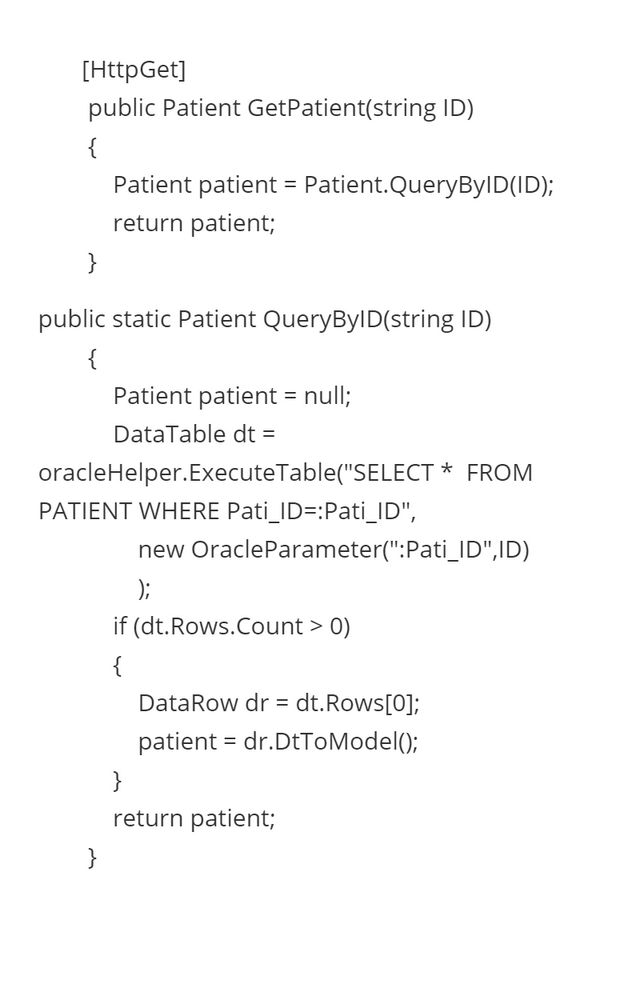 [HttpGet]
public Patient GetPatient(string ID)
{
Patient patient = Patient.QueryByID(ID);
return patient;
}
public static Patient QueryByID(string ID)
{
Patient patient = null;
DataTable dt =
oracleHelper.ExecuteTable("SELECT *  FROM
PATIENT WHERE Pati_ID=:Pati_ID",
new OracleParameter(":Pati_ID",ID)
);
if (dt.Rows.Count > 0)
{
DataRow dr = dt.Rows[0];
patient = dr.DtToModel();
}
return patient;
}